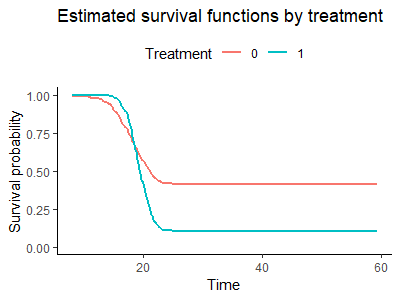 Estimated survival functions by treatment
Treatment 0 1
Survival probability
1.00
0.75
0.50
0.25
0.00
20 40 60
Time